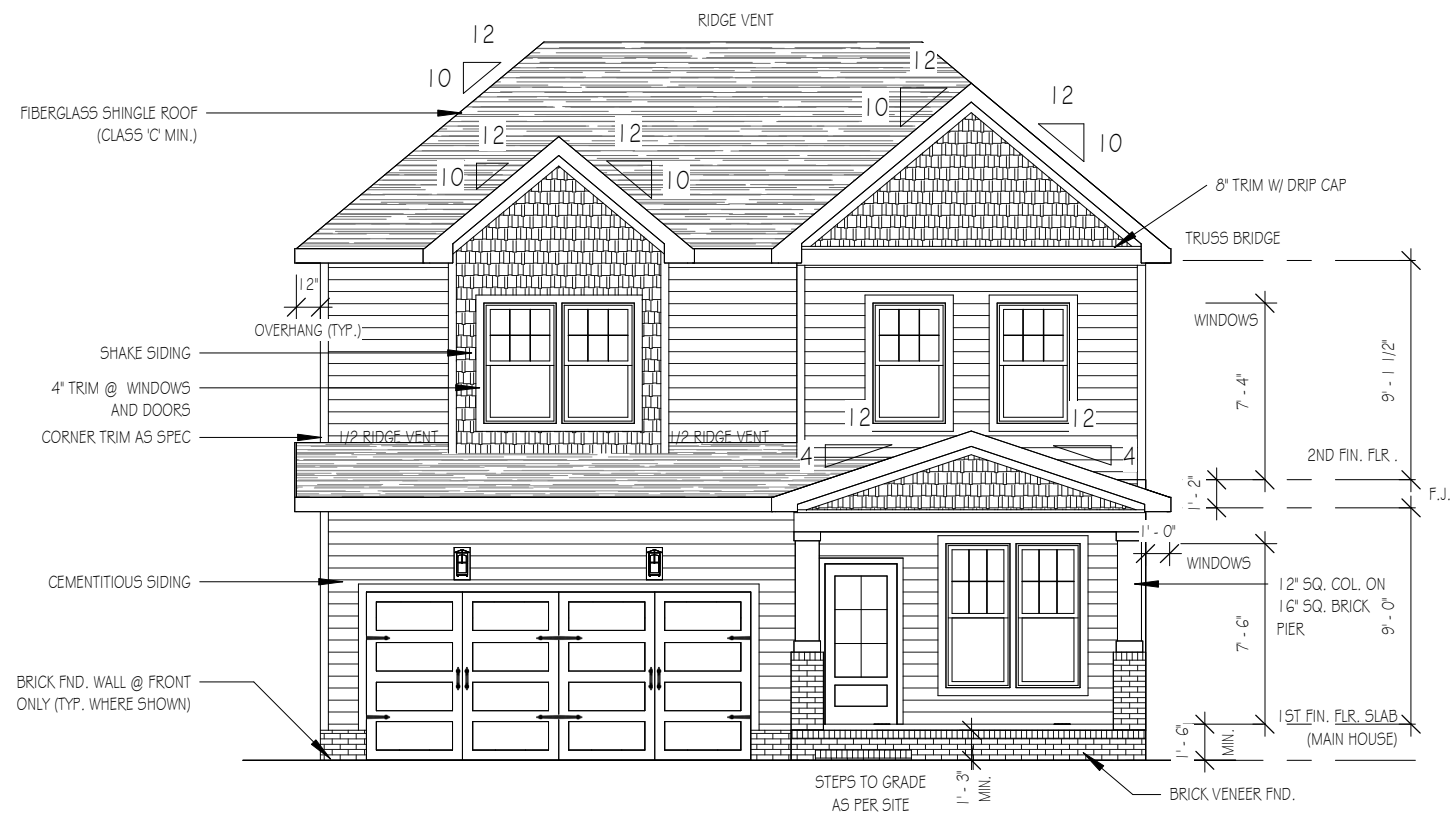 RIDGE VENT
12
10
12
10
12
10
FIBERGLASS SHINGLE ROOF
(CLASS 'C' MIN.)
12
10
12
10
8" TRIM W/ DRIP CAP
TRUSS BRIDGE
12"
OVERHANG (TYP.)
WINDOWS
SHAKE SIDING
7' - 4"
9' - 1 1/2"
4" TRIM @ WINDOWS
AND DOORS
CORNER TRIM AS SPEC
1/2 RIDGE VENT
1/2 RIDGE VENT
12
4
12
4
2ND FIN. FLR .
1' - 2"
F.J.
1' - 0"
WINDOWS
CEMENTITIOUS SIDING
12" SQ. COL. ON
16" SQ. BRICK
PIER
7' - 6"
9' - 0"
BRICK FND. WALL @ FRONT
ONLY (TYP. WHERE SHOWN)
1ST FIN. FLR. SLAB
(MAIN HOUSE)
1' - 6"
MIN.
STEPS TO GRADE
AS PER SITE
1' - 3"
MIN.
BRICK VENEER FND.